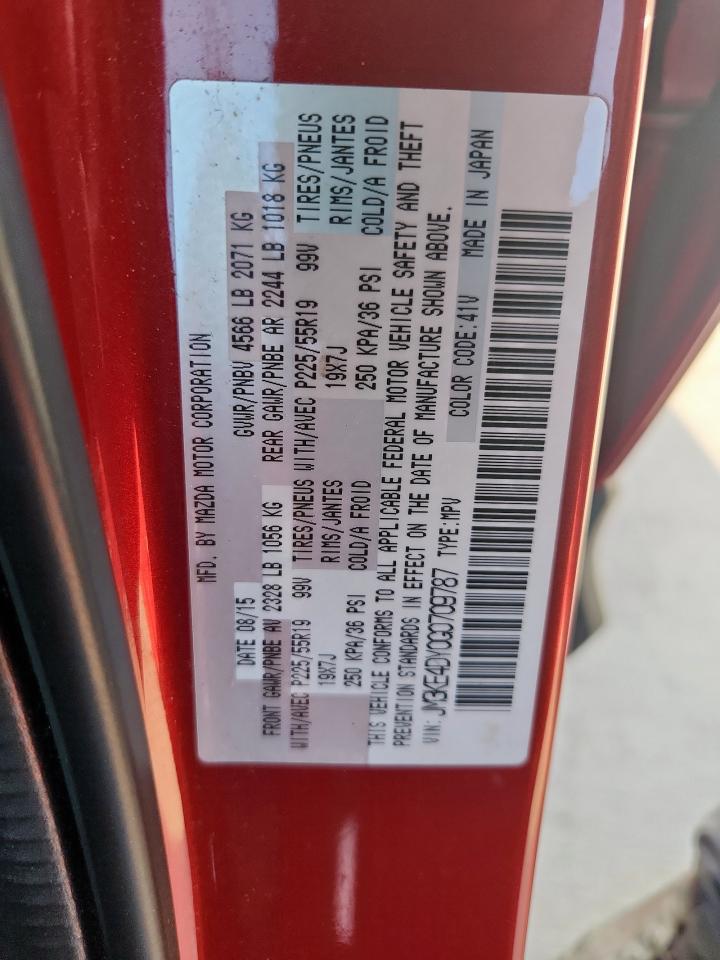 MFD. BY MAZDA MOTOR CORPORATION
DATE 08/15 GVWR/PNBV 4566 LB 2071 KG
FRONT GAWR/PNBE AV 2328 LB 1056 KG REAR GAWR/PNBE AR 2244 LB 1018 KG
WITH/AVEC P225/55R19 99V TIRES/PNEUS WITH/AVEC P225/55R19 99V TIRES/PNEUS
19X7J RIMS/JANTES 19X7J RIMS/JANTES
250 KPA/36 PSI COLD/A FROID 250 KPA/36 PSI COLD/A FROID
THIS VEHICLE CONFORMS TO ALL APPLICABLE FEDERAL MOTOR VEHICLE SAFETY AND THEFT
PREVENTION STANDARDS IN EFFECT ON THE DATE OF MANUFACTURE SHOWN ABOVE.
VIN: JM3KE4DY0G0709787 TYPE:MPV COLOR CODE:41V MADE IN JAPAN